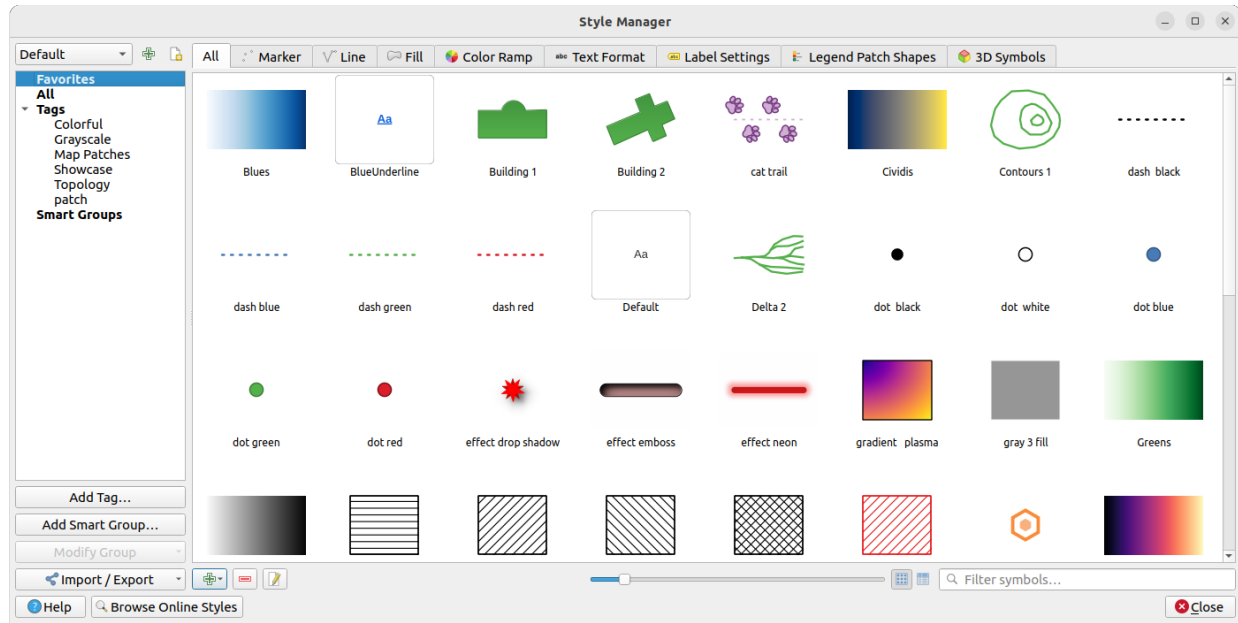 Style Manager
Default
All
Marker
Line
Fill
Color Ramp
abc Text Format
abc Label Settings
Legend Patch Shapes
3D Symbols
Favorites
All
Tags
Colorful
Grayscale
Map Patches
Showcase
Topology
patch
Smart Groups
Aa
Blues
BlueUnderline
Building 1
Building 2
cat trail
Cividis
Contours 1
dash black
Aa
dash blue
dash green
dash red
Default
Delta 2
dot black
dot white
dot blue
dot green
dot red
effect drop shadow
effect emboss
effect neon
gradient plasma
gray 3 fill
Greens
Add Tag...
Add Smart Group...
Modify Group
Import / Export
Filter symbols...
? Help
Browse Online Styles
Close